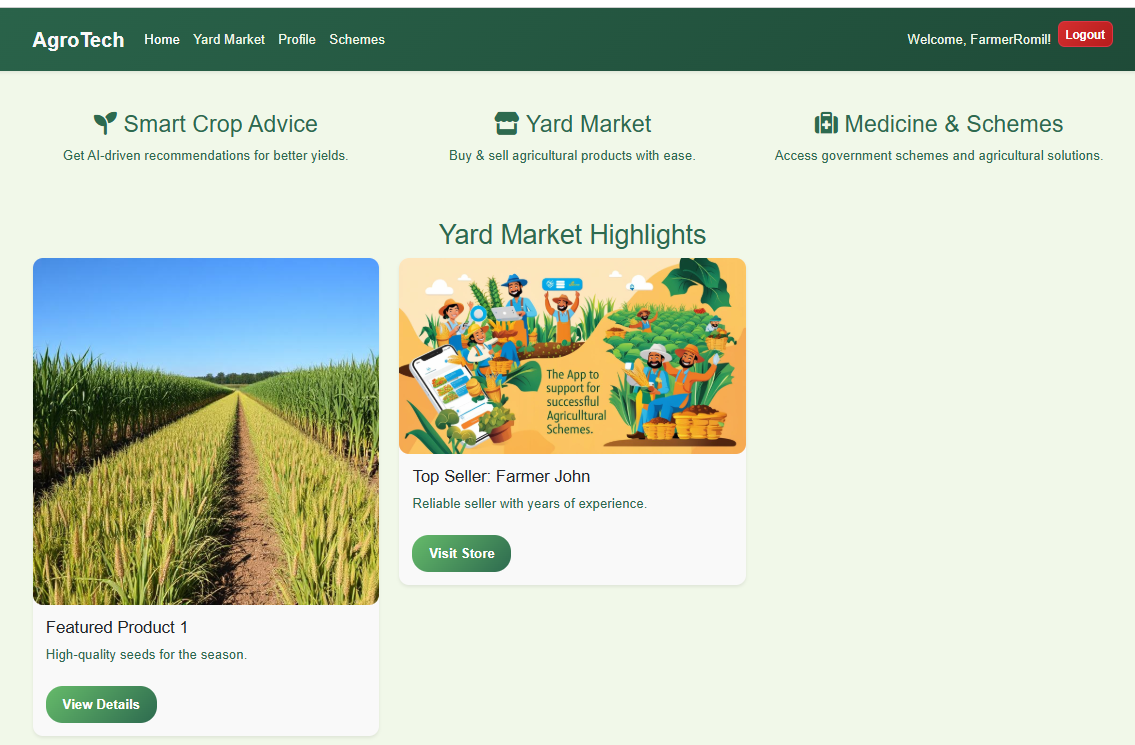 AgroTech Home Yard Market Profile Schemes Welcome, FarmerRomil! Logout
Smart Crop Advice
Get AI-driven recommendations for better yields.
Yard Market
Buy & sell agricultural products with ease.
Medicine & Schemes
Access government schemes and agricultural solutions.
Yard Market Highlights
Featured Product 1
High-quality seeds for the season.
View Details
The App to
support for
successful
Agricultural
Schemes.
Top Seller: Farmer John
Reliable seller with years of experience.
Visit Store